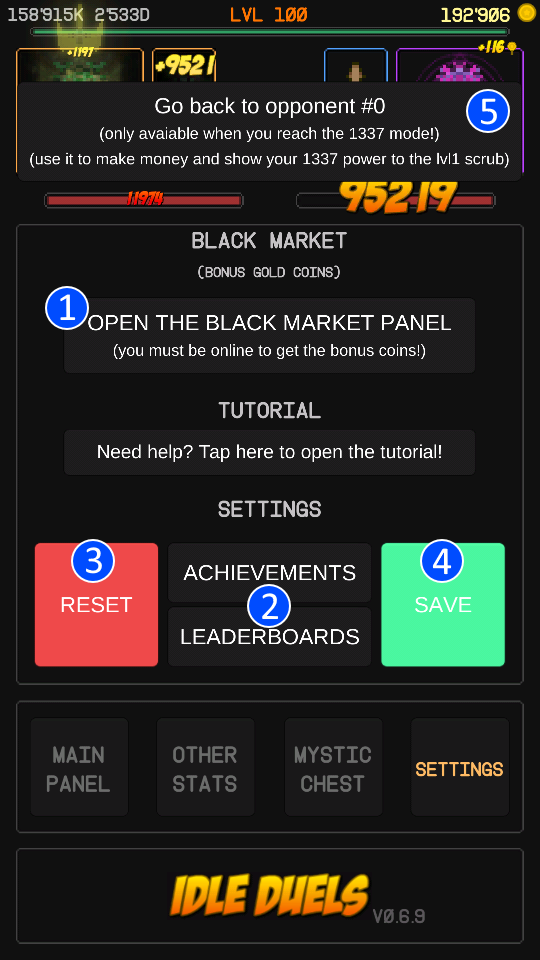 158'915K 2'533D
LVL 100
192'906
+1197
+9521
+116
Go back to opponent #0
(only avaiable when you reach the 1337 mode!)
(use it to make money and show your 1337 power to the lvl1 scrub)
5
11974
95219
BLACK MARKET
(BONUS GOLD COINS)
1
OPEN THE BLACK MARKET PANEL
(you must be online to get the bonus coins!)
TUTORIAL
Need help? Tap here to open the tutorial!
SETTINGS
3
RESET
ACHIEVEMENTS
2
LEADERBOARDS
4
SAVE
MAIN
PANEL
OTHER
STATS
MYSTIC
CHEST
SETTINGS
IDLE DUELS
V0.6.9